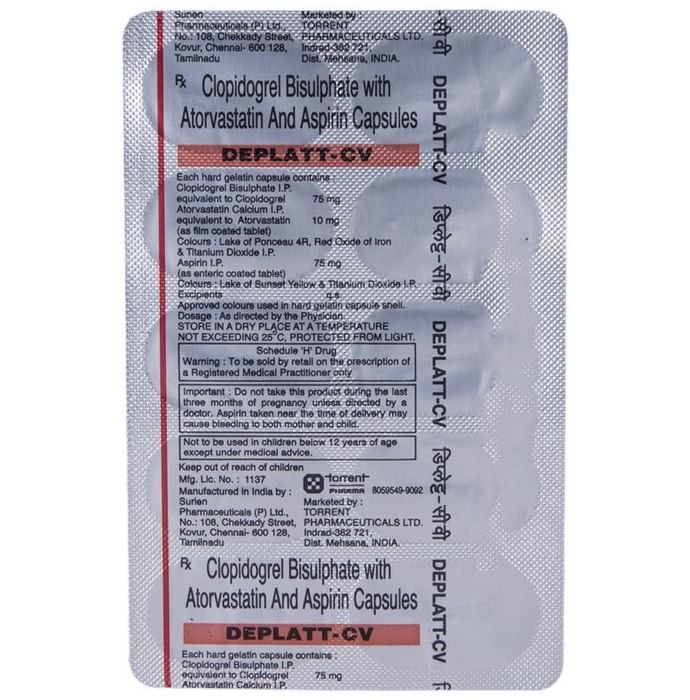 Surien Marketed by :
Pharmaceuticals (P) Ltd., TORRENT
No.: 108, Chekkady Street, PHARMACEUTICALS LTD.
Kovur, Chennai- 600 128, Indrad-382 721,
Tamilnadu Dist. Mehsana, INDIA.
Rx Clopidogrel Bisulphate with
Atorvastatin And Aspirin Capsules
DEPLATT-CV
Each hard gelatin capsule contains :
Clopidogrel Bisulphate I.P.
equivalent to Clopidogrel 75 mg
Atorvastatin Calcium I.P.
equivalent to Atorvastatin 10 mg
(as film coated tablet)
Colours : Lake of Ponceau 4R, Red Oxide of Iron
& Titanium Dioxide I.P.
Aspirin I.P. 75 mg
(as enteric coated tablet)
Colours : Lake of Sunset Yellow & Titanium Dioxide I.P.
Excipients q.s.
Approved colours used in hard gelatin capsule shell.
Dosage : As directed by the Physician.
STORE IN A DRY PLACE AT A TEMPERATURE
NOT EXCEEDING 25°C, PROTECTED FROM LIGHT.
Schedule 'H' Drug
Warning : To be sold by retail on the prescription of
a Registered Medical Practitioner only
Important : Do not take this product during the last
three months of pregnancy unless directed by a
doctor. Aspirin taken near the time of delivery may
cause bleeding to both mother and child.
Not to be used in children below 12 years of age
except under medical advice.
Keep out of reach of children
Mfg. Lic. No. : 1137
torrent
PHARMA 8059549-9092
Manufactured in India by :
Surien Marketed by :
Pharmaceuticals (P) Ltd., TORRENT
No.: 108, Chekkady Street, PHARMACEUTICALS LTD.
Kovur, Chennai- 600 128, Indrad-382 721,
Tamilnadu Dist. Mehsana, INDIA.
Rx Clopidogrel Bisulphate with
Atorvastatin And Aspirin Capsules
DEPLATT-CV
Each hard gelatin capsule contains :
Clopidogrel Bisulphate I.P.
equivalent to Clopidogrel 75 mg
Atorvastatin Calcium I.P.
-सी वी
DEPLATT-CV
डिप्लेट्ट-सी वी
DEPLATT-CV
डिप्लेट्ट-सी वी
DEPLATT-CV